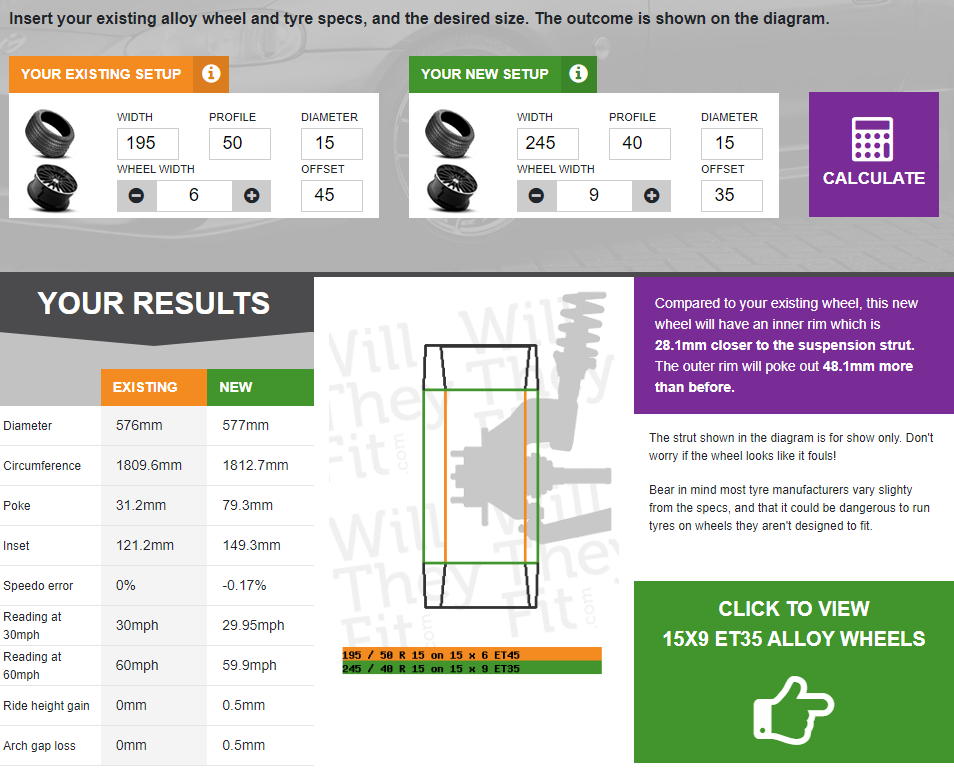 Insert your existing alloy wheel and tyre specs, and the desired size. The outcome is shown on the diagram.
YOUR EXISTING SETUP i
WIDTH PROFILE DIAMETER
195 50 15
WHEEL WIDTH OFFSET
6 45
YOUR NEW SETUP i
WIDTH PROFILE DIAMETER
245 40 15
WHEEL WIDTH OFFSET
9 35
CALCULATE
YOUR RESULTS
EXISTING NEW
Diameter 576mm 577mm
Circumference 1809.6mm 1812.7mm
Poke 31.2mm 79.3mm
Inset 121.2mm 149.3mm
Speedo error 0% -0.17%
Reading at
30mph 30mph 29.95mph
Reading at
60mph 60mph 59.9mph
Ride height gain 0mm 0.5mm
Arch gap loss 0mm 0.5mm
Will
They
Fit.com
Will
They
Will
They
Fit.com
Will
They
Fit.com
195 / 50 R 15 on 15 x 6 ET45
245 / 40 R 15 on 15 x 9 ET35
Compared to your existing wheel, this new
wheel will have an inner rim which is
28.1mm closer to the suspension strut.
The outer rim will poke out 48.1mm more
than before.
The strut shown in the diagram is for show only. Don't
worry if the wheel looks like it fouls!
Bear in mind most tyre manufacturers vary slighty
from the specs, and that it could be dangerous to run
tyres on wheels they aren't designed to fit.
CLICK TO VIEW
15X9 ET35 ALLOY WHEELS